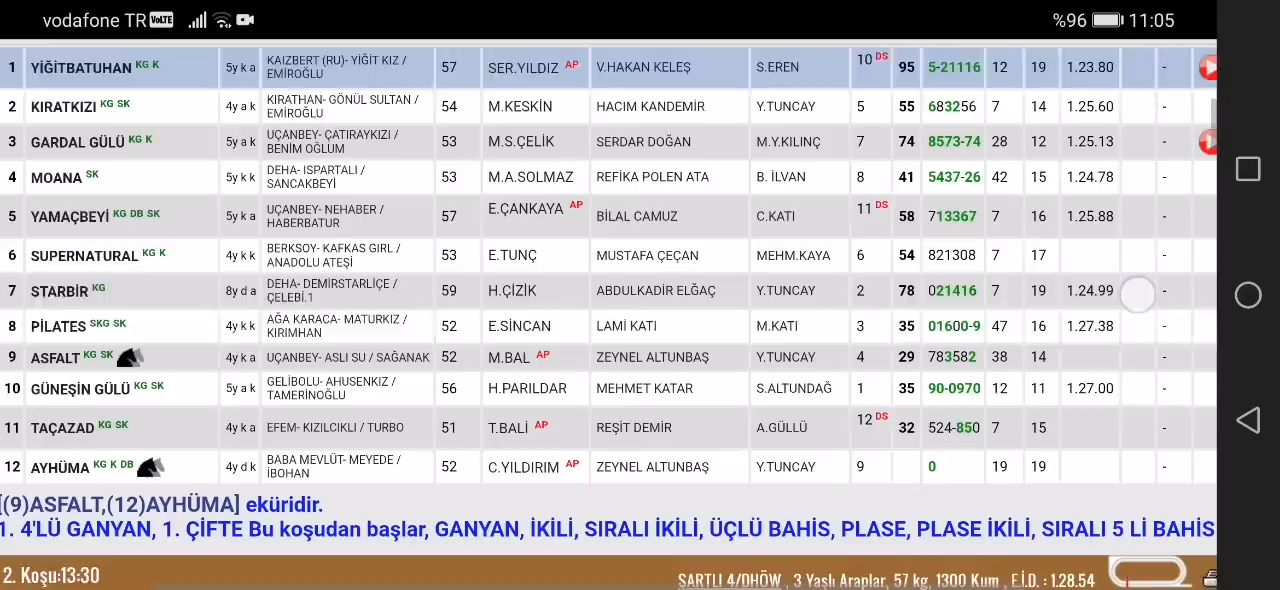 vodafone TR VoLTE %96 11:05
1 YİĞİTBATUHAN KG K 5y k a KAIZBERT (RU)- YİĞİT KIZ / EMİROĞLU 57 SER.YILDIZ AP V.HAKAN KELEŞ S.EREN 10 DS 95 5-21116 12 19 1.23.80 -
2 KIRATKIZI KG SK 4y a k KIRATHAN- GÖNÜL SULTAN / EMİROĞLU 54 M.KESKİN HACIM KANDEMİR Y.TUNCAY 5 55 683256 7 14 1.25.60 -
3 GARDAL GÜLÜ KG K 5y a k UÇANBEY- ÇATIRAYKIZI / BENİM OĞLUM 53 M.S.ÇELİK SERDAR DOĞAN M.Y.KILINÇ 7 74 8573-74 28 12 1.25.13 -
4 MOANA SK 5y k k DEHA- ISPARTALI / SANCAKBEYİ 53 M.A.SOLMAZ REFİKA POLEN ATA B. İLVAN 8 41 5437-26 42 15 1.24.78 -
5 YAMAÇBEYİ KG DB SK 5y k a UÇANBEY- NEHABER / HABERBATUR 57 E.ÇANKAYA AP BİLAL CAMUZ C.KATI 11 DS 58 713367 7 16 1.25.88 -
6 SUPERNATURAL KG K 4y k k BERKSOY- KAFKAS GIRL / ANADOLU ATEŞİ 53 E.TUNÇ MUSTAFA ÇEÇAN MEHM.KAYA 6 54 821308 7 17 -
7 STARBİR KG 8y d a DEHA- DEMİRSTARLİÇE / ÇELEBİ.1 59 H.ÇİZİK ABDULKADİR ELĞAÇ Y.TUNCAY 2 78 021416 7 19 1.24.99 -
8 PİLATES SKG SK 4y k k AĞA KARACA- MATURKIZ / KIRIMHAN 52 E.SİNCAN LAMİ KATI M.KATI 3 35 01600-9 47 16 1.27.38 -
9 ASFALT KG SK 4y k a UÇANBEY- ASLI SU / SAĞANAK 52 M.BAL AP ZEYNEL ALTUNBAŞ Y.TUNCAY 4 29 783582 38 14 -
10 GÜNEŞİN GÜLÜ KG SK 5y a k GELİBOLU- AHUSENKIZ / TAMERİNOĞLU 56 H.PARILDAR MEHMET KATAR S.ALTUNDAĞ 1 35 90-0970 12 11 1.27.00 -
11 TAÇAZAD KG SK 4y k a EFEM- KIZILCIKLI / TURBO 51 T.BALİ AP REŞİT DEMİR A.GÜLLÜ 12 DS 32 524-850 7 15 -
12 AYHÜMA KG K DB 4y d k BABA MEVLÜT- MEYEDE / İBOHAN 52 C.YILDIRIM AP ZEYNEL ALTUNBAŞ Y.TUNCAY 9 0 19 19 -
[(9)ASFALT,(12)AYHÜMA] eküridir.
1. 4'LÜ GANYAN, 1. ÇİFTE Bu koşudan başlar, GANYAN, İKİLİ, SIRALI İKİLİ, ÜÇLÜ BAHİS, PLASE, PLASE İKİLİ, SIRALI 5 Lİ BAHİS
2. Koşu:13:30 ŞARTLI 4/DHÖW , 3 Yaşlı Araplar, 57 kg, 1300 Kum , E.İ.D. : 1.28.54